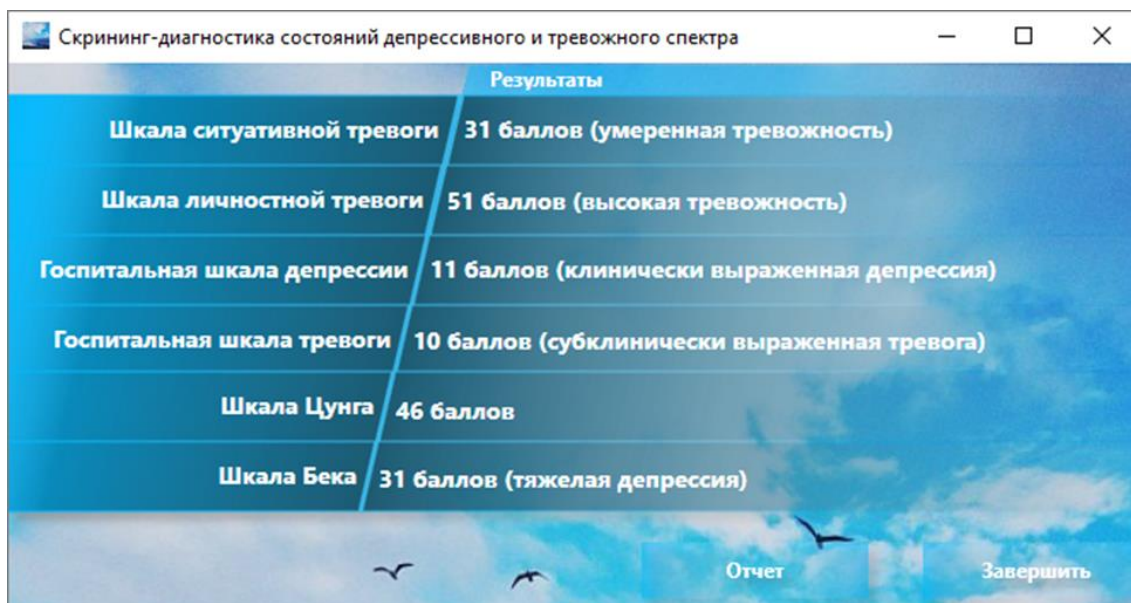 Скрининг-диагностика состояний депрессивного и тревожного спектра
Результаты
Шкала ситуативной тревоги 31 баллов (умеренная тревожность)
Шкала личностной тревоги 51 баллов (высокая тревожность)
Госпитальная шкала депрессии 11 баллов (клинически выраженная депрессия)
Госпитальная шкала тревоги 10 баллов (субклинически выраженная тревога)
Шкала Цунга 46 баллов
Шкала Бека 31 баллов (тяжелая депрессия)
Отчет Завершить